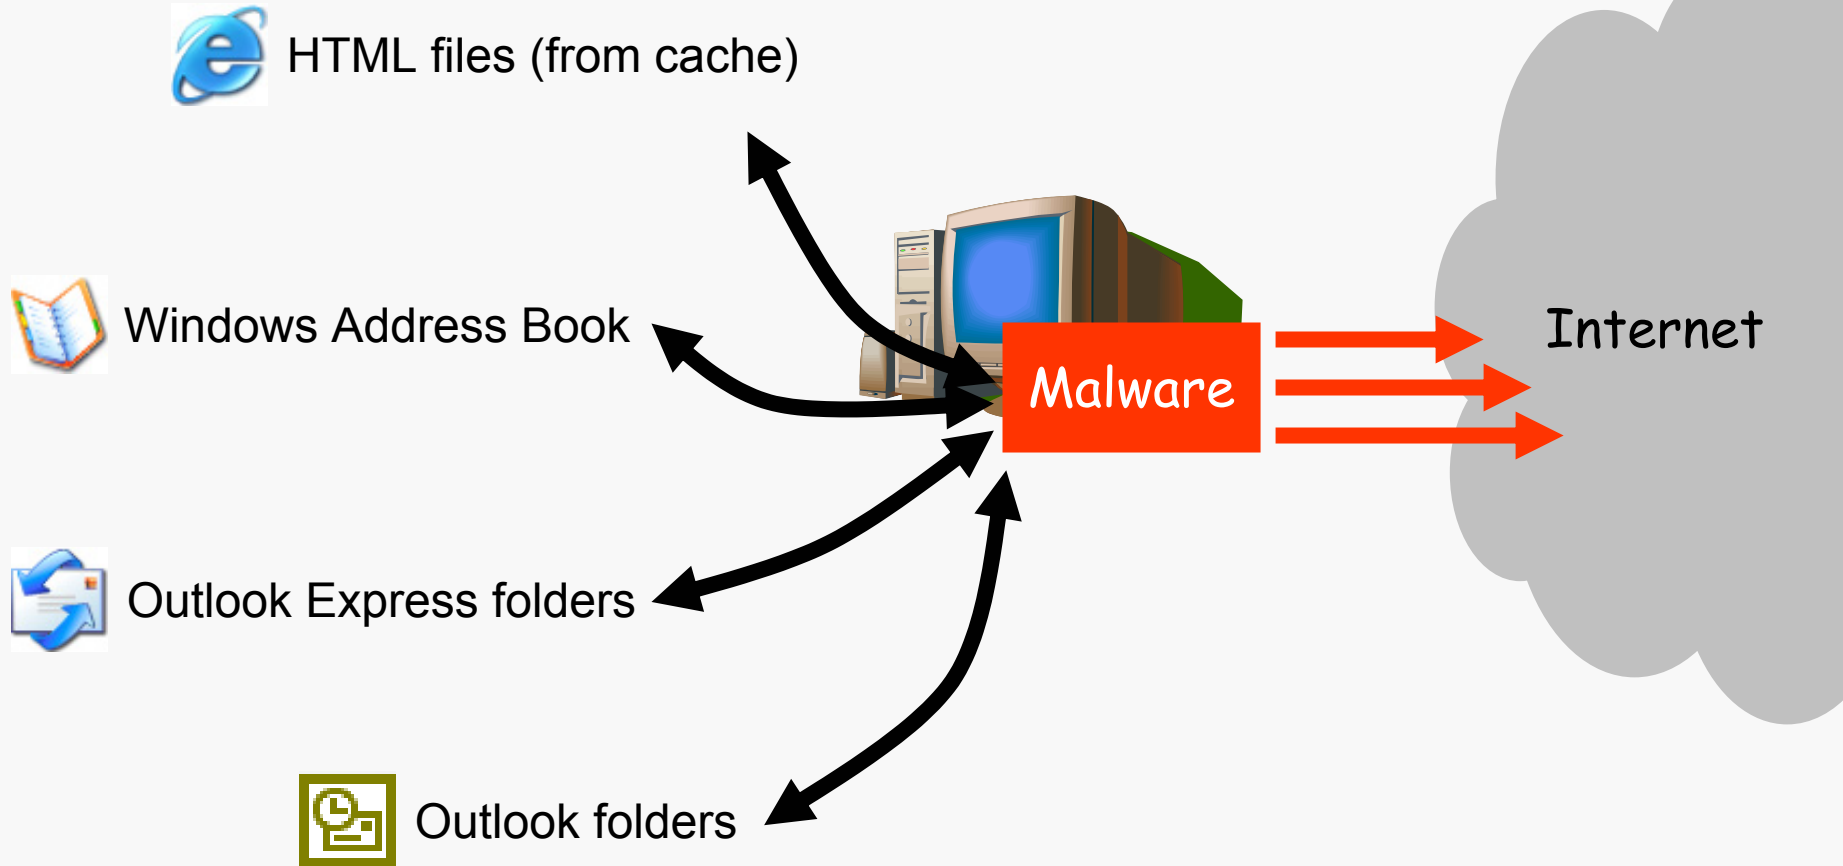 HTML files (from cache)
Windows Address Book
Internet
Malware
Outlook Express folders
Outlook folders